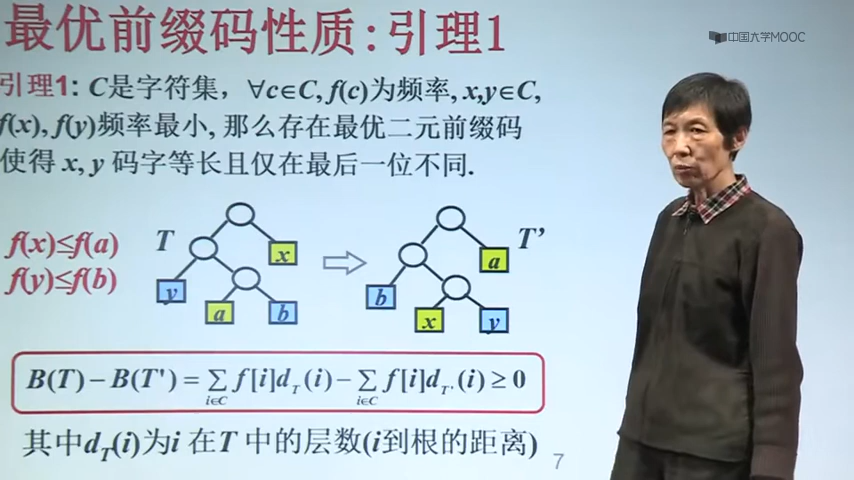 最优前缀码性质:引理1
中国大学MOOC
引理1: C是字符集，∀c∈C, f(c)为频率, x,y∈C,
f(x), f(y)频率最小, 那么存在最优二元前缀码
使得 x, y 码字等长且仅在最后一位不同.
f(x)≤f(a)
f(y)≤f(b)
T
x
y
a
b
T’
a
b
x
y
B(T)−B(T')=∑i∈C f[i]dT(i)−∑i∈C f[i]dT'(i)≥0
其中dT(i)为i 在T 中的层数(i到根的距离)
7